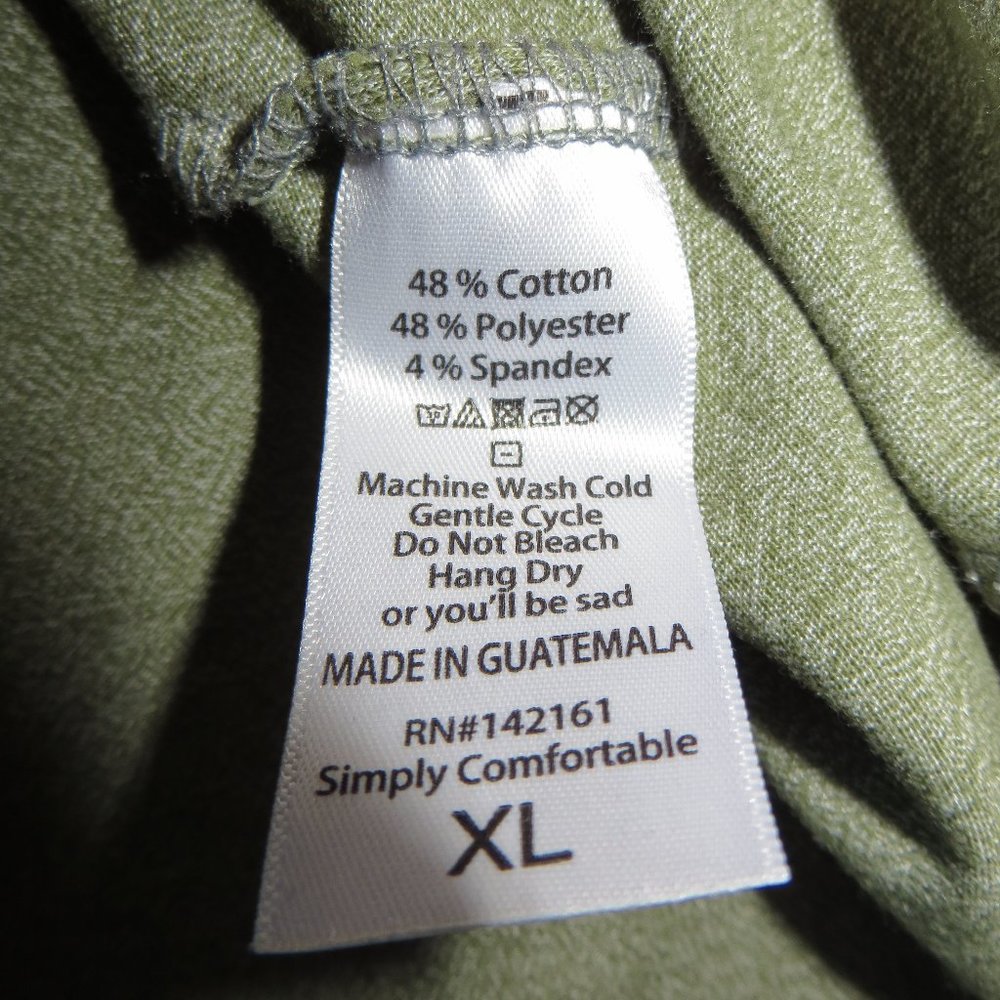 48 % Cotton
48 % Polyester
4 % Spandex
Machine Wash Cold
Gentle Cycle
Do Not Bleach
Hang Dry
or you'll be sad
MADE IN GUATEMALA
RN#142161
Simply Comfortable
XL